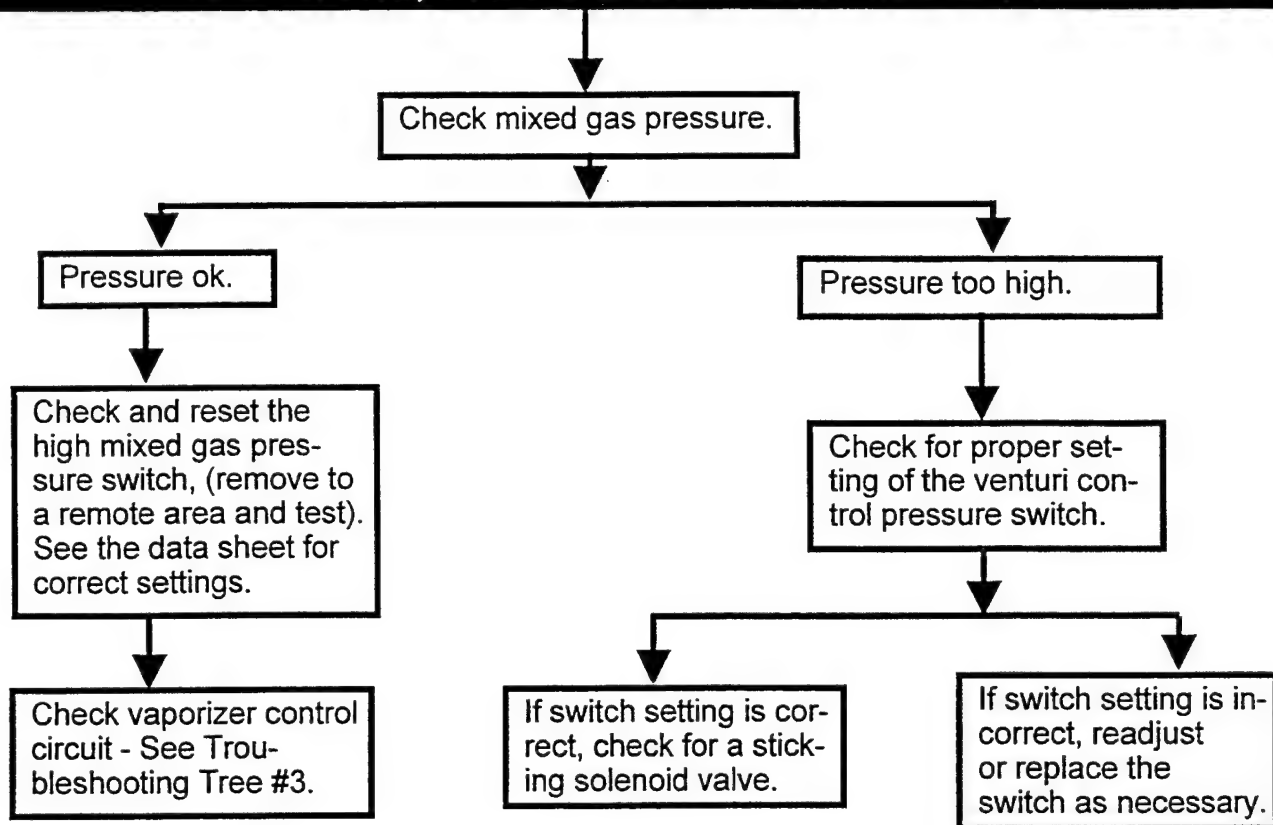 Check mixed gas pressure.
Pressure ok.
Pressure too high.
Check and reset the
high mixed gas pres-
sure switch, (remove to
a remote area and test).
See the data sheet for
correct settings.
Check for proper set-
ting of the venturi con-
trol pressure switch.
Check vaporizer control
circuit - See Trou-
bleshooting Tree #3.
If switch setting is cor-
rect, check for a stick-
ing solenoid valve.
If switch setting is in-
correct, readjust
or replace the
switch as necessary.